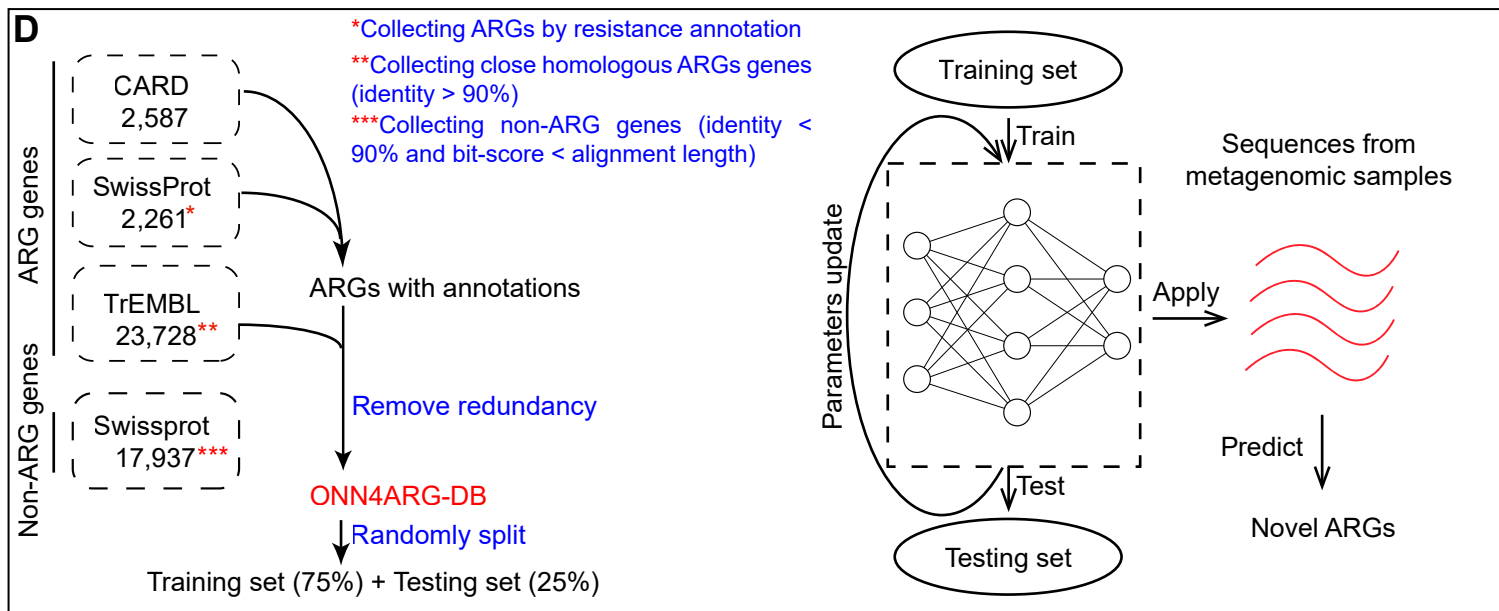 D
ARG genes
Non-ARG genes
CARD
2,587
SwissProt
2,261*
TrEMBL
23,728**
Swissprot
17,937***
*Collecting ARGs by resistance annotation
**Collecting close homologous ARGs genes
(identity > 90%)
***Collecting non-ARG genes (identity <
90% and bit-score < alignment length)
ARGs with annotations
Remove redundancy
ONN4ARG-DB
Randomly split
Training set (75%) + Testing set (25%)
Training set
Train
Parameters update
Test
Testing set
Apply
Sequences from
metagenomic samples
Predict
Novel ARGs